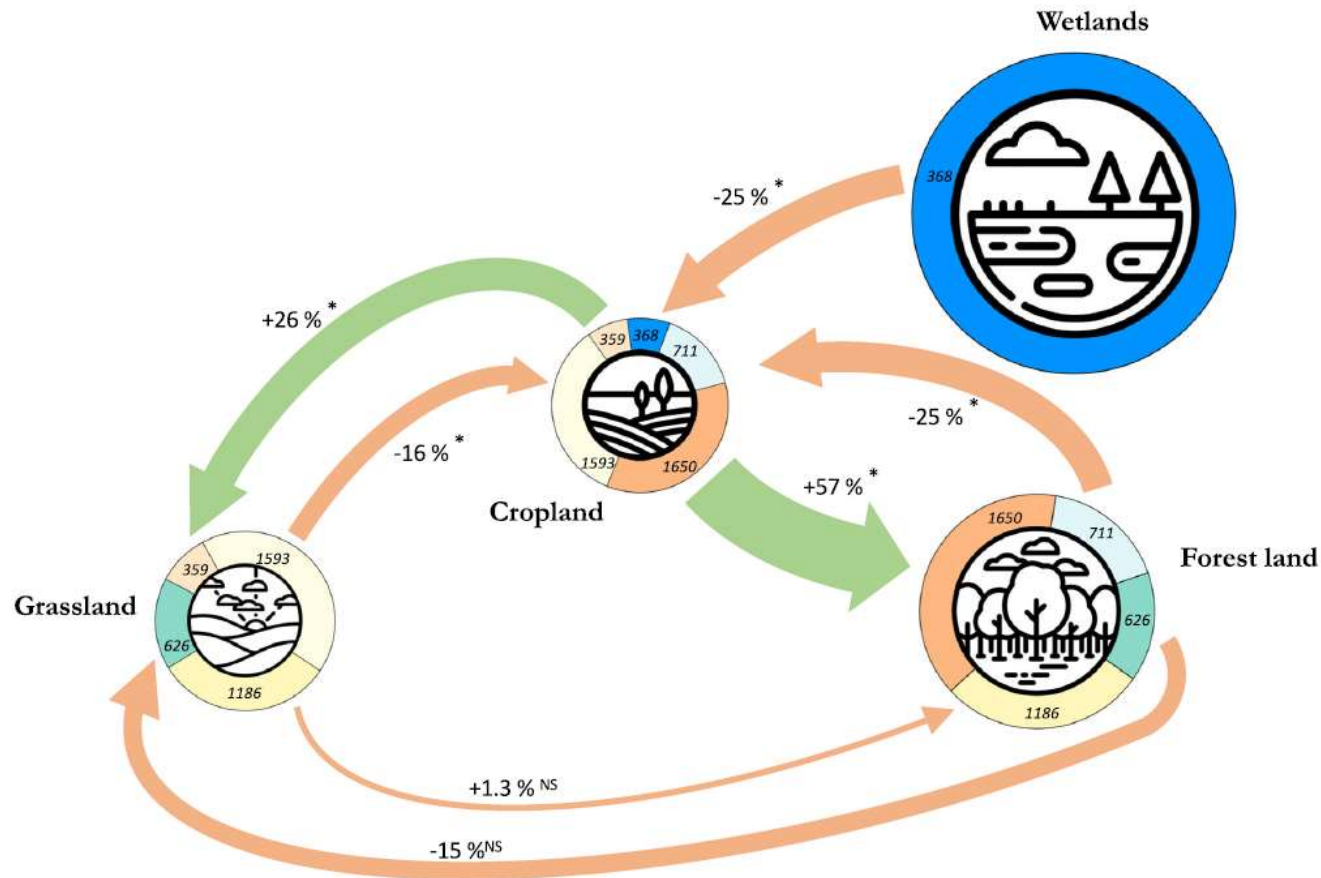 Wetlands
368
-25 % *
+26 % *
359
368
711
1593
1650
-16 % *
-25 % *
Cropland
+57 % *
1650
711
626
1186
Forest land
359
1593
626
1186
Grassland
+1.3 % NS
-15 %NS